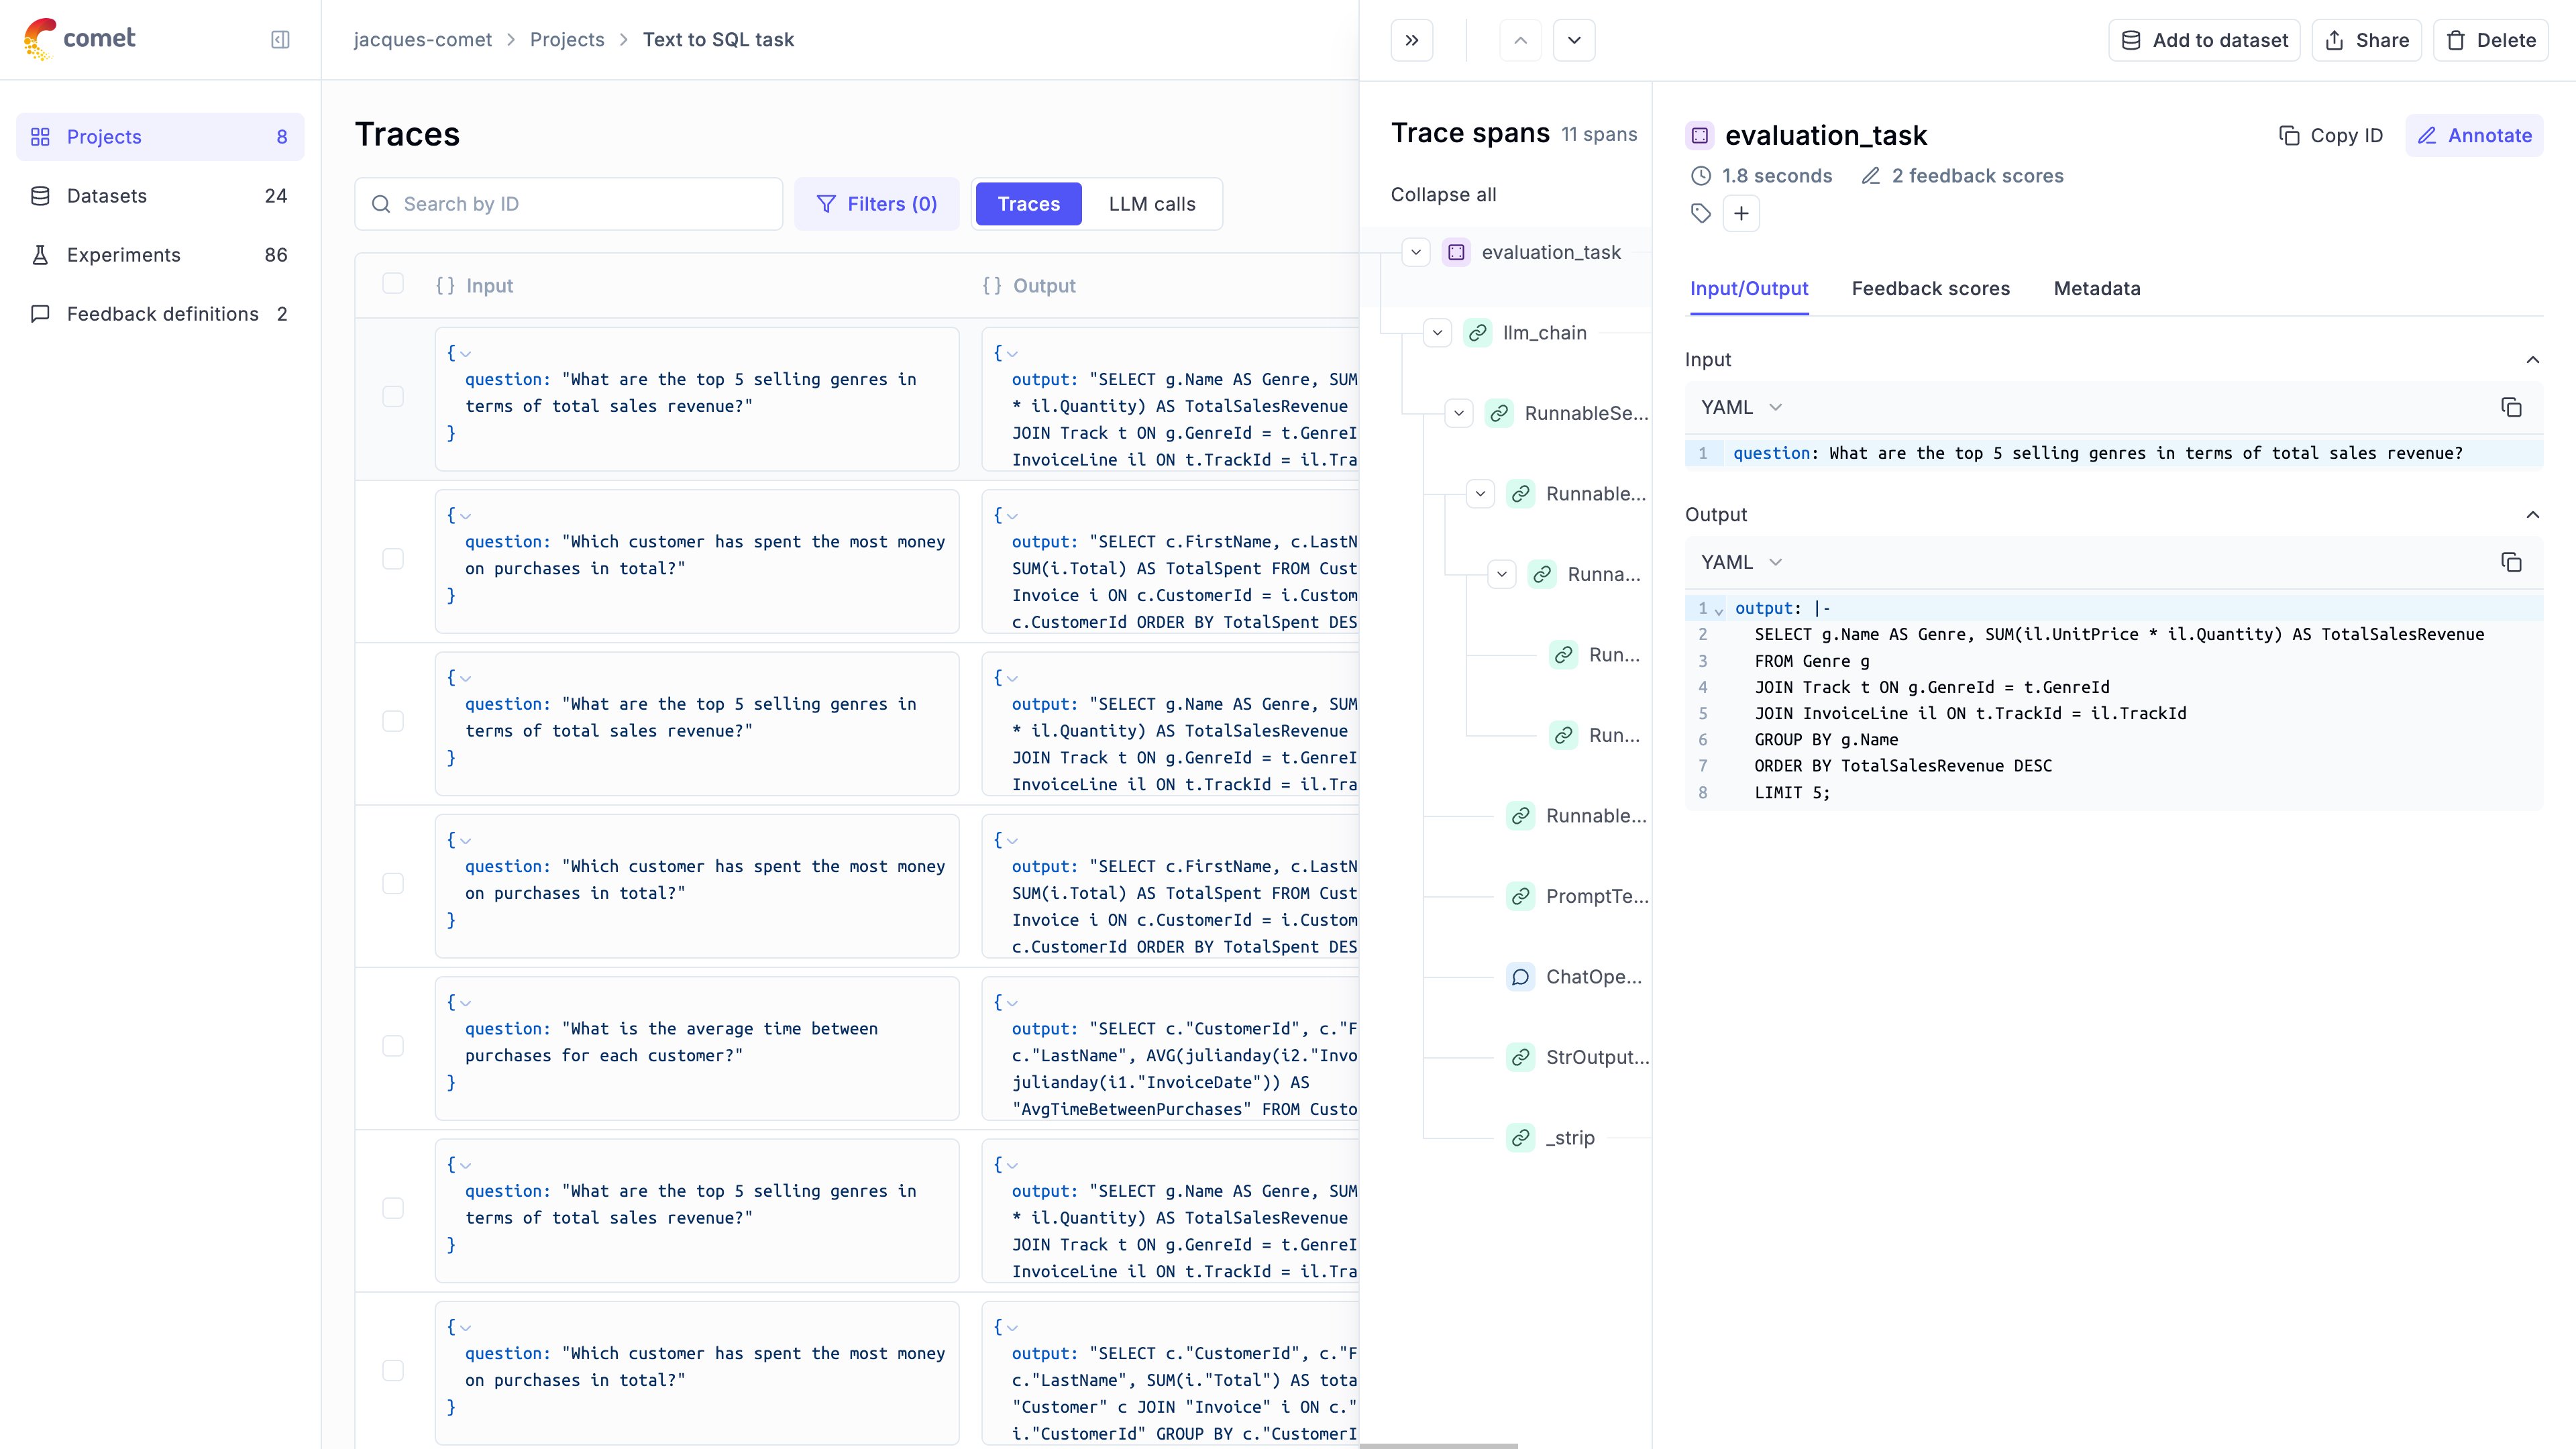 comet
Projects 8
Datasets 24
Experiments 86
Feedback definitions 2
jacques-comet > Projects > Text to SQL task
Traces
Search by ID
Filters (0)
Traces
LLM calls
{} Input
{} Output
{
question: "What are the top 5 selling genres in
terms of total sales revenue?"
}
{
output: "SELECT g.Name AS Genre, SUM
* il.Quantity) AS TotalSalesRevenue
JOIN Track t ON g.GenreId = t.GenreI
InvoiceLine il ON t.TrackId = il.Tra
{
question: "Which customer has spent the most money
on purchases in total?"
}
{
output: "SELECT c.FirstName, c.LastN
SUM(i.Total) AS TotalSpent FROM Cust
Invoice i ON c.CustomerId = i.Custom
c.CustomerId ORDER BY TotalSpent DES
{
question: "What are the top 5 selling genres in
terms of total sales revenue?"
}
{
output: "SELECT g.Name AS Genre, SUM
* il.Quantity) AS TotalSalesRevenue
JOIN Track t ON g.GenreId = t.GenreI
InvoiceLine il ON t.TrackId = il.Tra
{
question: "Which customer has spent the most money
on purchases in total?"
}
{
output: "SELECT c.FirstName, c.LastN
SUM(i.Total) AS TotalSpent FROM Cust
Invoice i ON c.CustomerId = i.Custom
c.CustomerId ORDER BY TotalSpent DES
{
question: "What is the average time between
purchases for each customer?"
}
{
output: "SELECT c."CustomerId", c."F
c."LastName", AVG(julianday(i2."Invo
julianday(i1."InvoiceDate")) AS
"AvgTimeBetweenPurchases" FROM Custo
{
question: "What are the top 5 selling genres in
terms of total sales revenue?"
}
{
output: "SELECT g.Name AS Genre, SUM
* il.Quantity) AS TotalSalesRevenue
JOIN Track t ON g.GenreId = t.GenreI
InvoiceLine il ON t.TrackId = il.Tra
{
question: "Which customer has spent the most money
on purchases in total?"
}
{
output: "SELECT c."CustomerId", c."F
c."LastName", SUM(i."Total") AS tota
"Customer" c JOIN "Invoice" i ON c."
i."CustomerId" GROUP BY c."CustomerI
Add to dataset
Share
Delete
Trace spans 11 spans
Collapse all
evaluation_task
llm_chain
RunnableSe...
Runnable...
Runna...
Run...
Run...
Runnable...
PromptTe...
ChatOpe...
StrOutput...
_strip
evaluation_task
Copy ID
Annotate
1.8 seconds
2 feedback scores
Input/Output
Feedback scores
Metadata
Input
YAML
1 question: What are the top 5 selling genres in terms of total sales revenue?
Output
YAML
1 output: |-
2 SELECT g.Name AS Genre, SUM(il.UnitPrice * il.Quantity) AS TotalSalesRevenue
3 FROM Genre g
4 JOIN Track t ON g.GenreId = t.GenreId
5 JOIN InvoiceLine il ON t.TrackId = il.TrackId
6 GROUP BY g.Name
7 ORDER BY TotalSalesRevenue DESC
8 LIMIT 5;